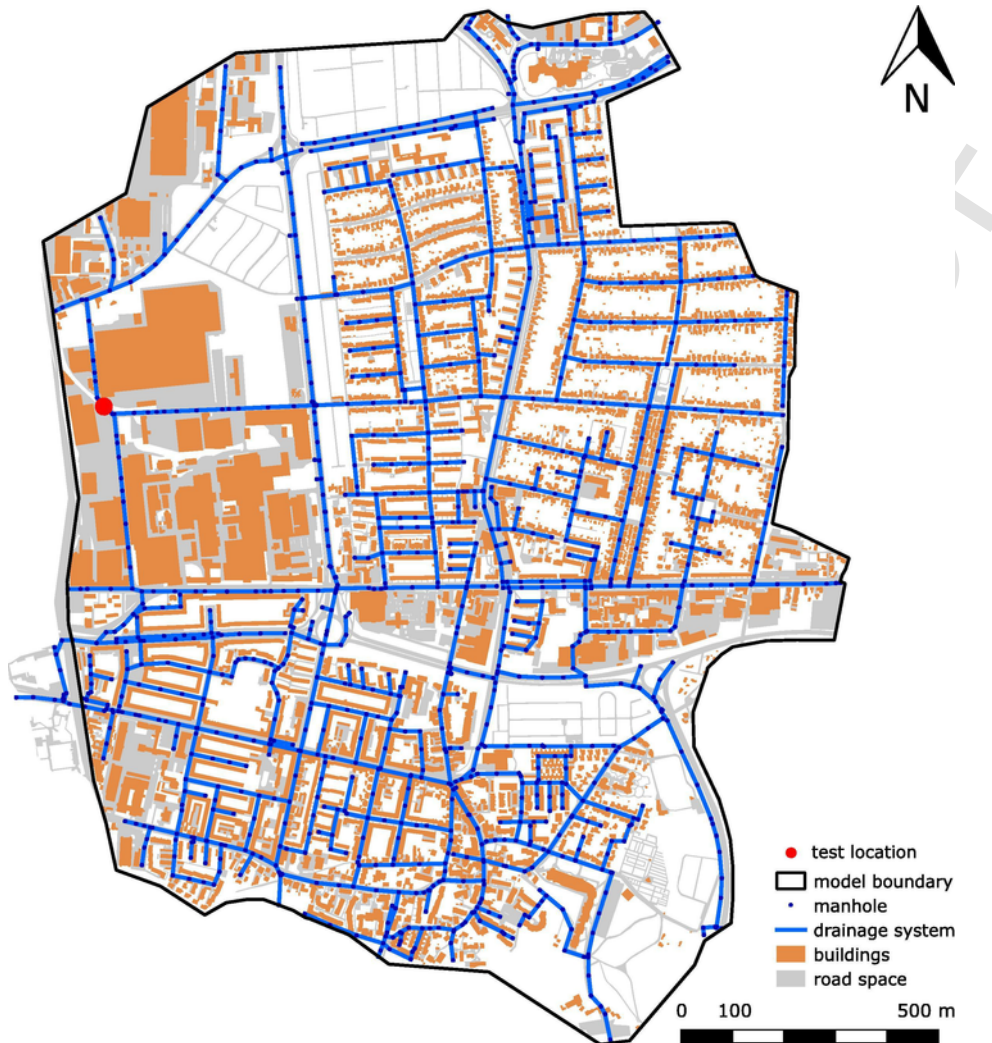 N
test location
model boundary
manhole
drainage system
buildings
road space
0 100 500 m